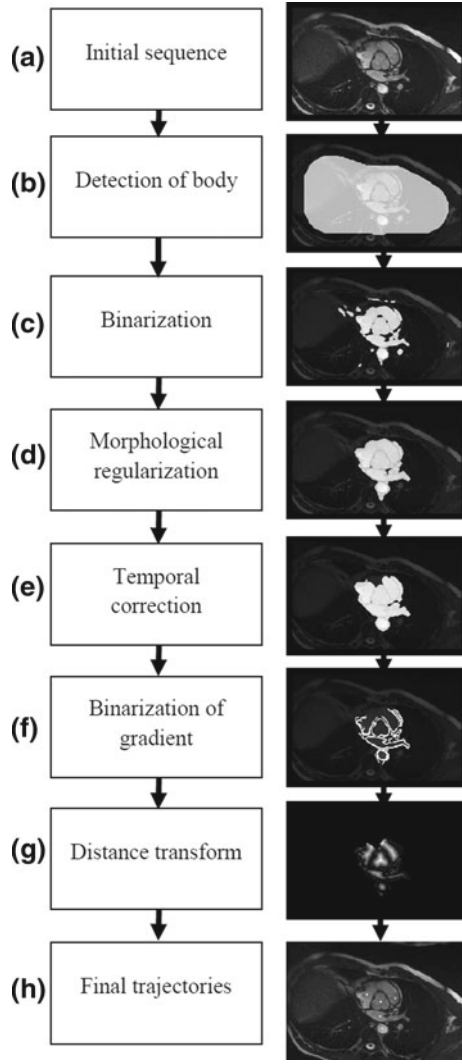 (a)
Initial sequence
(b)
Detection of body
(c)
Binarization
(d)
Morphological
regularization
(e)
Temporal
correction
(f)
Binarization of
gradient
(g)
Distance transform
(h)
Final trajectories